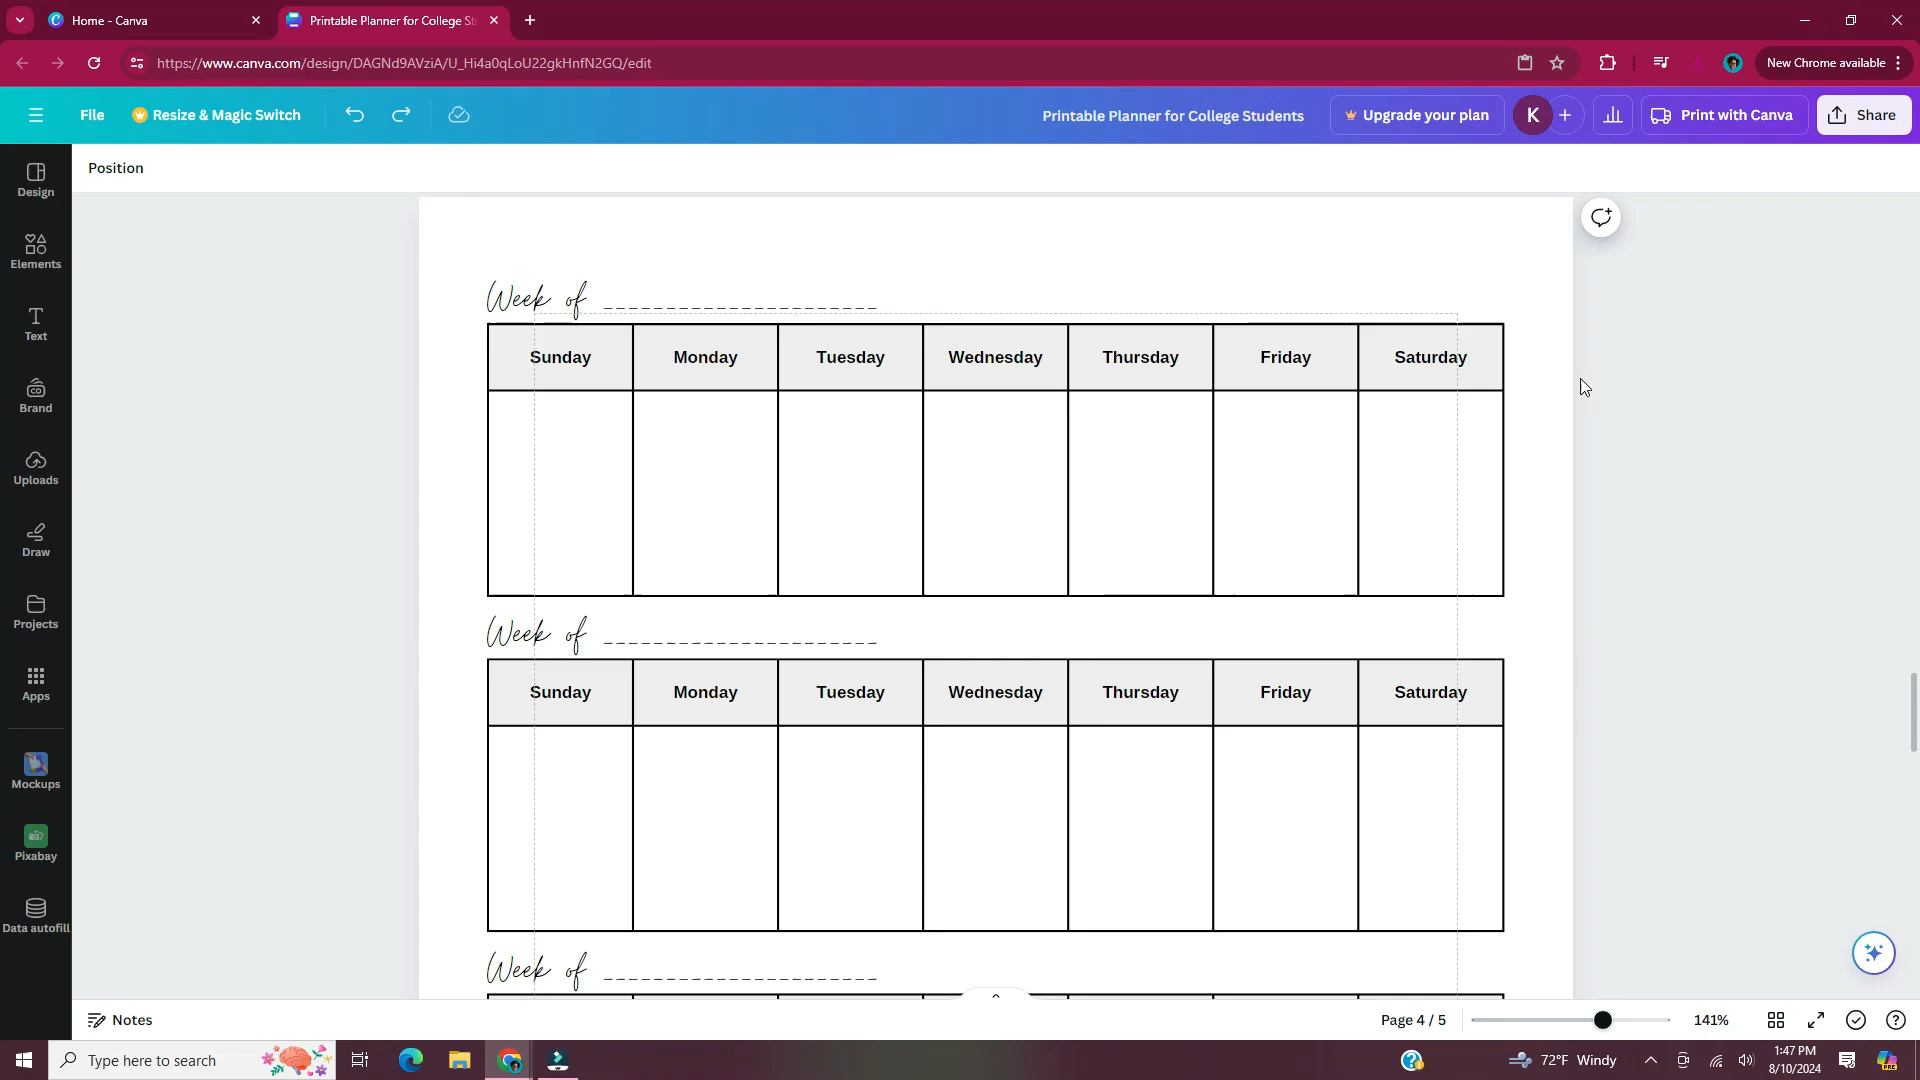 Home - Canva
Printable Planner for College St
https://www.canva.com/design/DAGNd9AVziA/U_Hi4a0qLoU22gkHnfN2GQ/edit
New Chrome available
File
Resize & Magic Switch
Printable Planner for College Students
Upgrade your plan
K
Print with Canva
Share
Position
Design
Elements
Text
Brand
Uploads
Draw
Projects
Apps
Mockups
Pixabay
Data autofill
Week of ______________________
Sunday Monday Tuesday Wednesday Thursday Friday Saturday
Week of ______________________
Sunday Monday Tuesday Wednesday Thursday Friday Saturday
Week of ______________________
Notes
Page 4 / 5
141%
Type here to search
72°F Windy
1:47 PM
8/10/2024